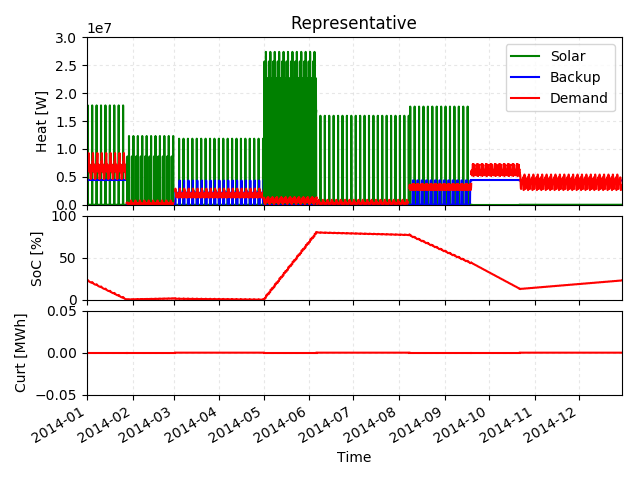 Representative
1e7
3.0
2.5
2.0
1.5
1.0
0.5
0.0
Heat [W]
Solar
Backup
Demand
100
50
0
SoC [%]
0.05
0.00
−0.05
Curt [MWh]
2014-01
2014-02
2014-03
2014-04
2014-05
2014-06
2014-07
2014-08
2014-09
2014-10
2014-11
2014-12
Time